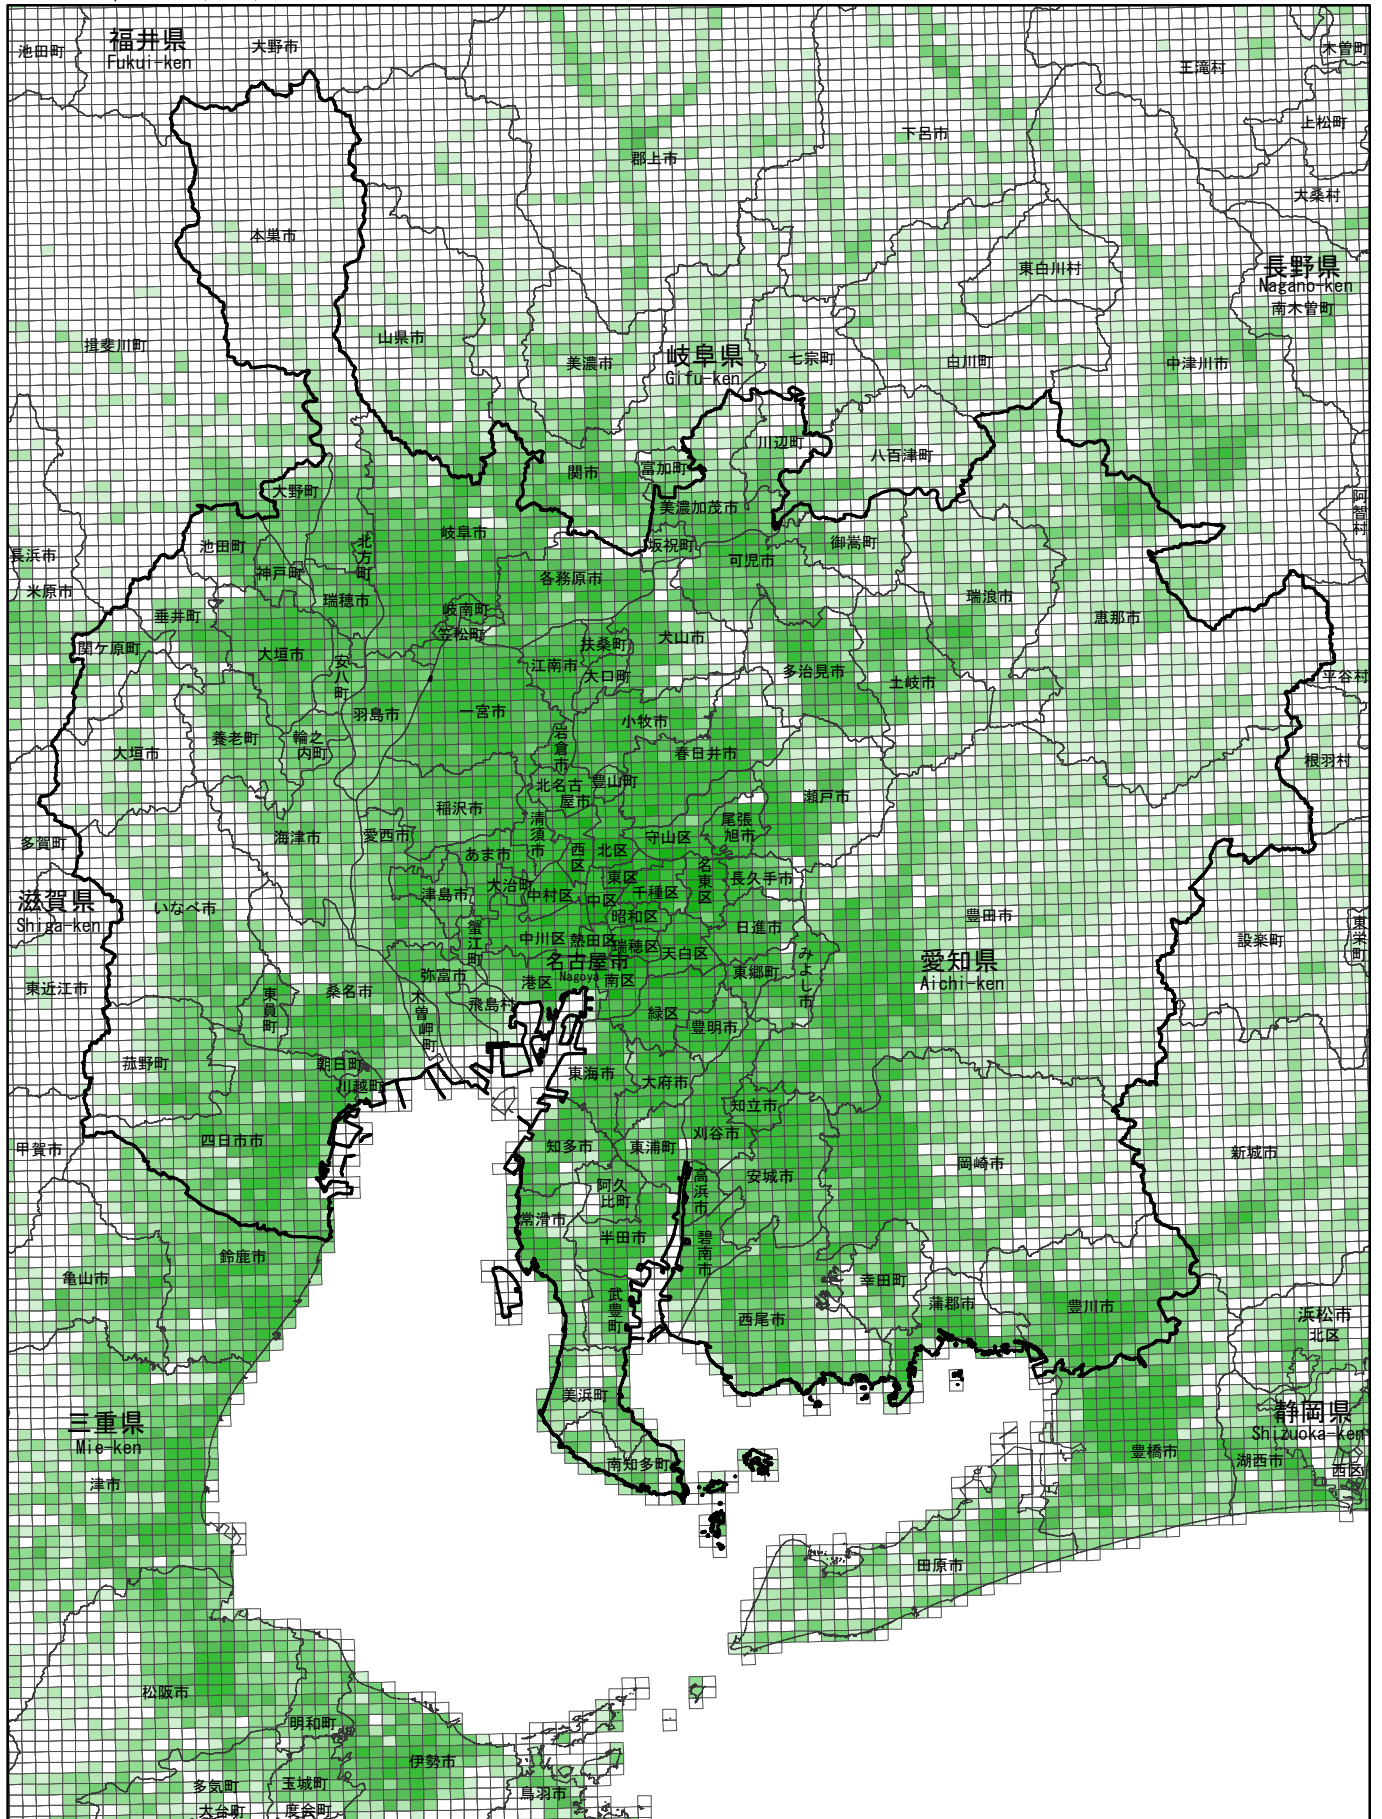 池田町
福井県
Fukui-ken
大野市
木曽町
王滝村
上松町
下呂市
郡上市
大桑村
本巣市
東白川村
長野県
Nagano-ken
南木曽町
揖斐川町
山県市
美濃市
岐阜県
Gifu-ken
七宗町
白川町
中津川市
川辺町
八百津町
関市
富加町
大野町
美濃加茂市
阿智村
岐阜市
北方町
坂祝町
御嵩町
池田町
長浜市
可児市
神戸町
各務原市
米原市
瑞穂市
瑞浪市
垂井町
岐南町
恵那市
笠松町
関ケ原町
扶桑町
犬山市
大垣市
安八町
江南市
大口町
多治見市
土岐市
平谷村
羽島市
一宮市
小牧市
養老町
輪之
内町
岩倉市
春日井市
大垣市
根羽村
北名古
屋市
豊山町
瀬戸市
稲沢市
海津市
愛西市
清須市
尾張
旭市
守山区
多賀町
あま市
西区
北区
名東区
東区
長久手市
滋賀県
Shiga-ken
津島市
大治町
中村区
中区
千種区
いなべ市
昭和区
豊田市
日進市
蟹江町
中川区
熱田区
瑞穂区
天白区
設楽町
東栄町
名古屋市
Nagoya
愛知県
Aichi-ken
弥富市
港区
南区
東郷町
みよし市
東近江市
東員町
桑名市
木曽岬町
飛島村
緑区
豊明市
菰野町
朝日町
川越町
東海市
大府市
知立市
四日市市
甲賀市
知多市
東浦町
刈谷市
新城市
岡崎市
安城市
阿久
比町
高浜市
常滑市
半田市
碧南市
鈴鹿市
亀山市
幸田町
武豊町
蒲郡市
豊川市
西尾市
浜松市
北区
美浜町
三重県
Mie-ken
静岡県
Shizuoka-ken
豊橋市
湖西市
西区
南知多町
津市
田原市
松阪市
明和町
伊勢市
多気町
玉城町
鳥羽市
大台町
度会町